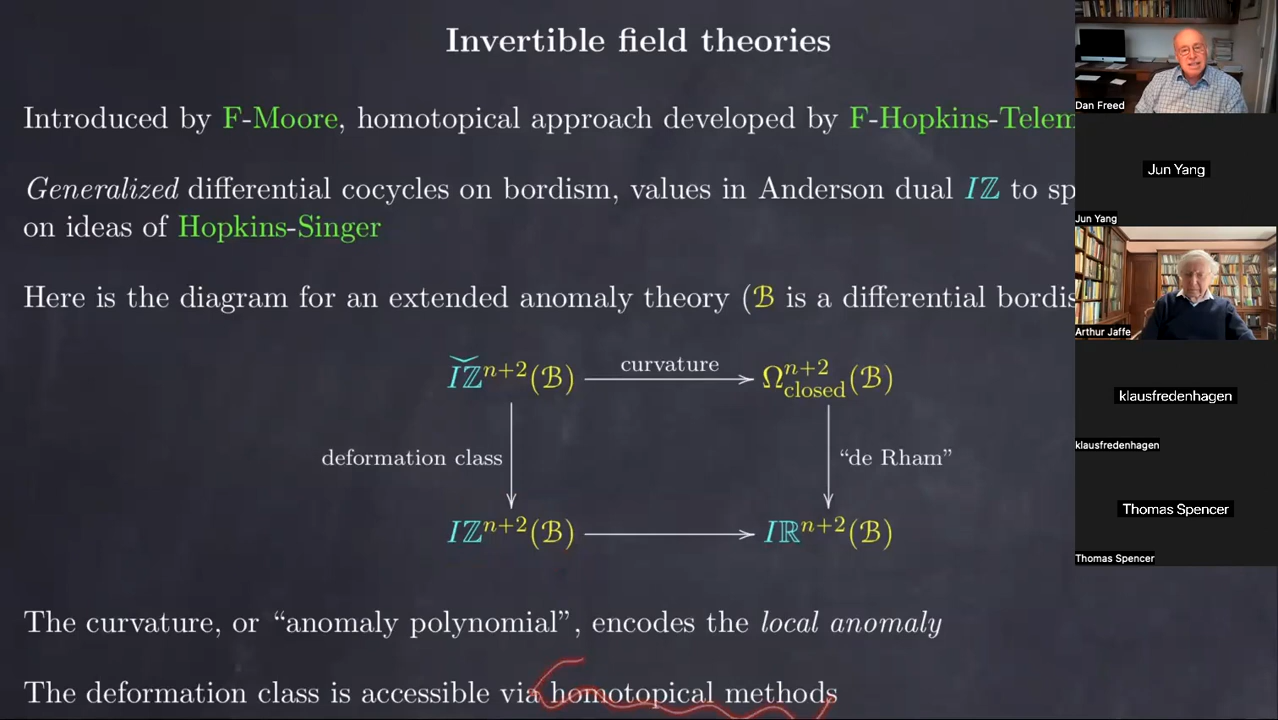 Invertible field theories
Introduced by F-Moore, homotopical approach developed by F-Hopkins-Telem
Generalized differential cocycles on bordism, values in Anderson dual Iℤ to sp
on ideas of Hopkins-Singer
Here is the diagram for an extended anomaly theory (ℬ is a differential bordis
curvature
Iℤ̆ⁿ⁺²(ℬ) Ωⁿ⁺²closed(ℬ)
deformation class “de Rham”
Iℤⁿ⁺²(ℬ) Iℝⁿ⁺²(ℬ)
The curvature, or “anomaly polynomial”, encodes the local anomaly
The deformation class is accessible via homotopical methods
Dan Freed
Jun Yang
Jun Yang
Arthur Jaffe
klausfredenhagen
klausfredenhagen
Thomas Spencer
Thomas Spencer